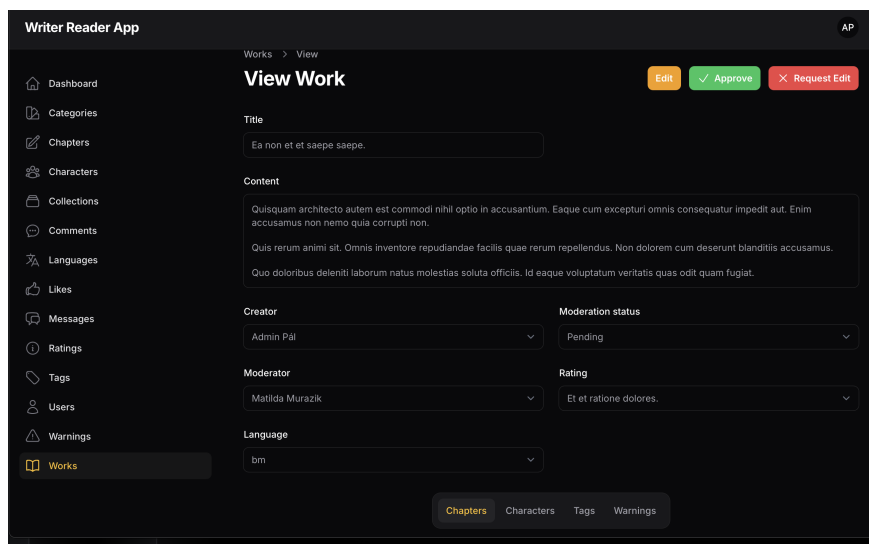 Writer Reader App
AP
Dashboard
Categories
Chapters
Characters
Collections
Comments
Languages
Likes
Messages
Ratings
Tags
Users
Warnings
Works
Works > View
View Work
Edit
Approve
Request Edit
Title
Ea non et et saepe saepe.
Content
Quisquam architecto autem est commodi nihil optio in accusantium. Eaque cum excepturi omnis consequatur impedit aut. Enim
accusamus non nemo quia corrupti non.
Quis rerum animi sit. Omnis inventore repudiandae facilis quae rerum repellendus. Non dolorem cum deserunt blanditiis accusamus.
Quo doloribus deleniti laborum natus molestias soluta officiis. Id eaque voluptatum veritatis quas odit quam fugiat.
Creator
Admin Pál
Moderation status
Pending
Moderator
Matilda Murazik
Rating
Et et ratione dolores.
Language
bm
Chapters
Characters
Tags
Warnings